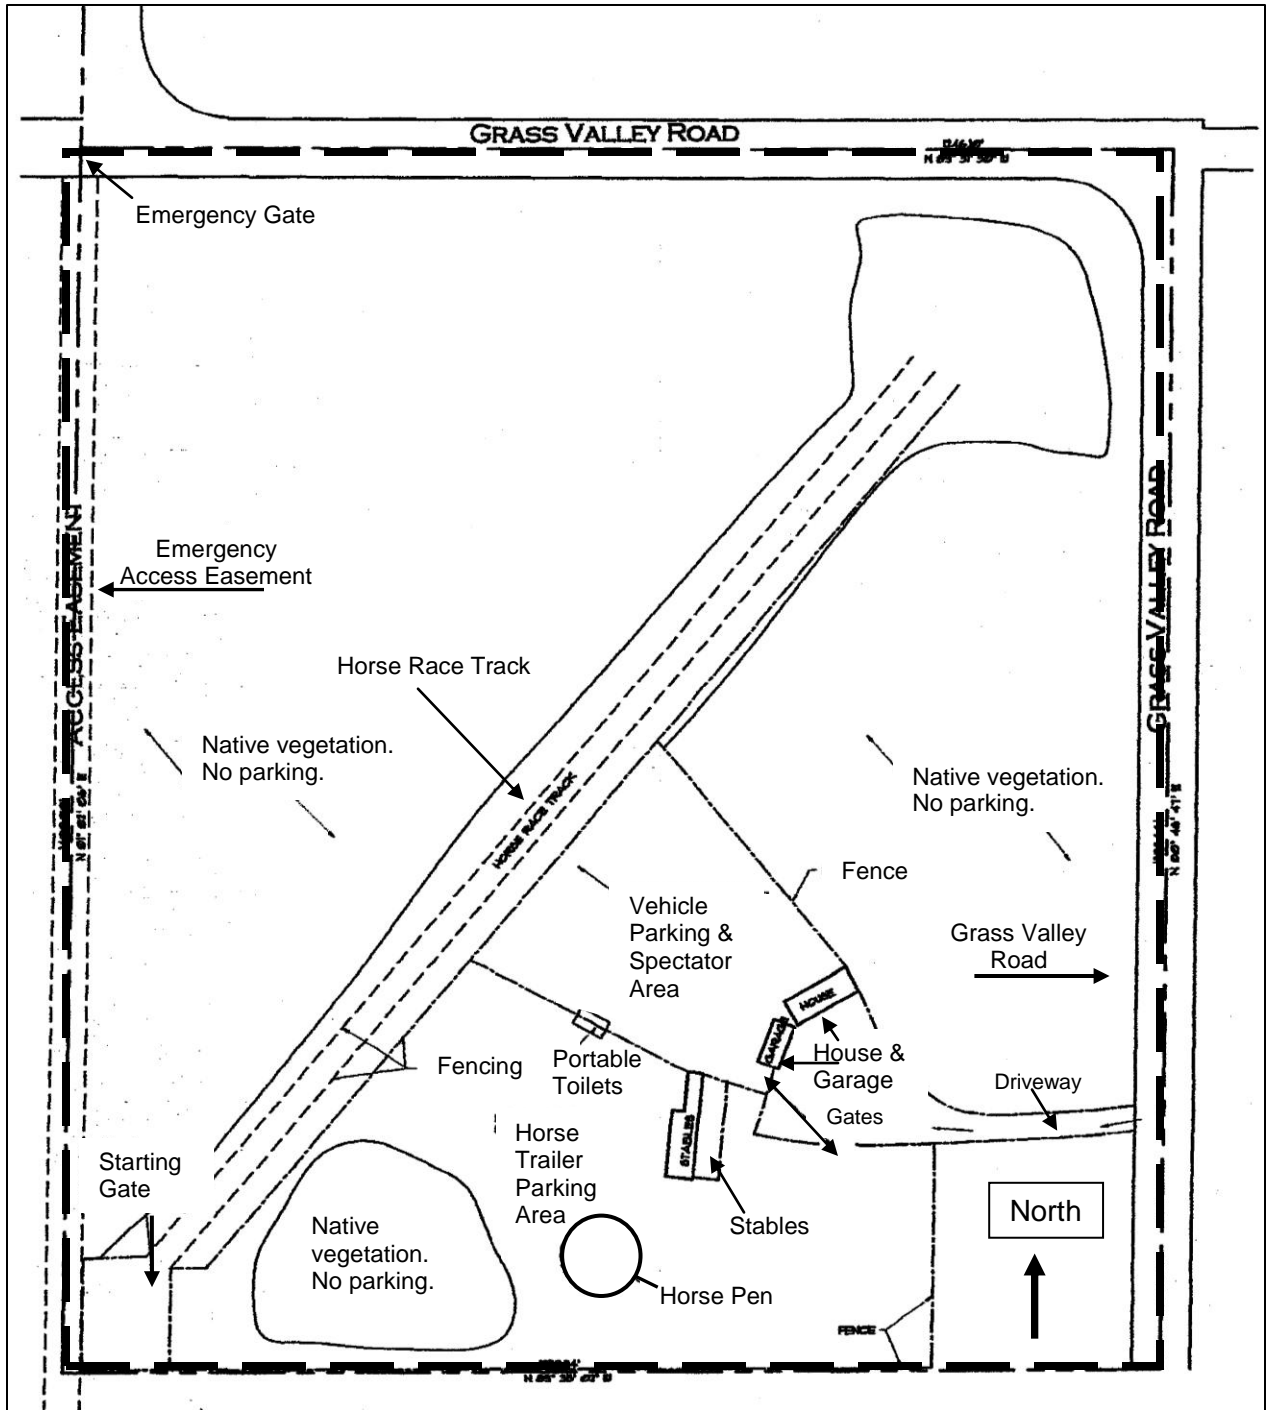 GRASS VALLEY ROAD
Emergency Gate
ACCESS EASEMENT
Emergency
Access Easement
GRASS VALLEY ROAD
Horse Race Track
HORSE RACE TRACK
Native vegetation.
No parking.
Native vegetation.
No parking.
Fence
Vehicle
Parking &
Spectator
Area
Grass Valley
Road
HOUSE
GARAGE
House &
Garage
Fencing
Portable
Toilets
Driveway
Gates
STABLES
Horse
Trailer
Parking
Area
Starting
Gate
Native
vegetation.
No parking.
Stables
North
Horse Pen
FENCE